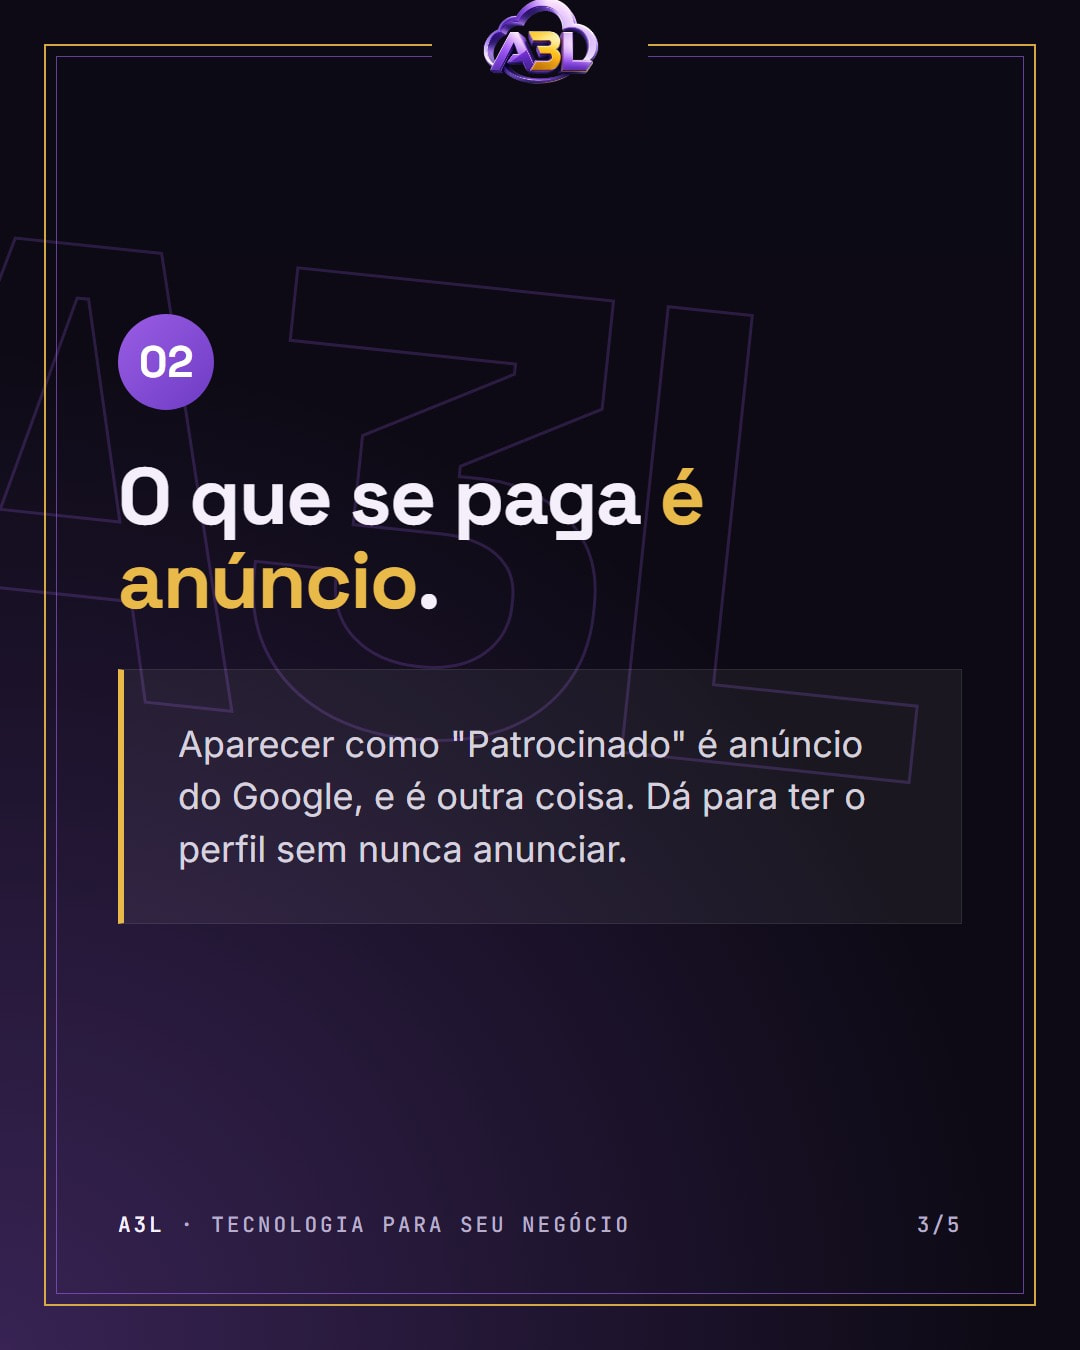 A3L
02
O que se paga é
anúncio.
Aparecer como "Patrocinado" é anúncio
do Google, e é outra coisa. Dá para ter o
perfil sem nunca anunciar.
A3L · TECNOLOGIA PARA SEU NEGÓCIO
3/5